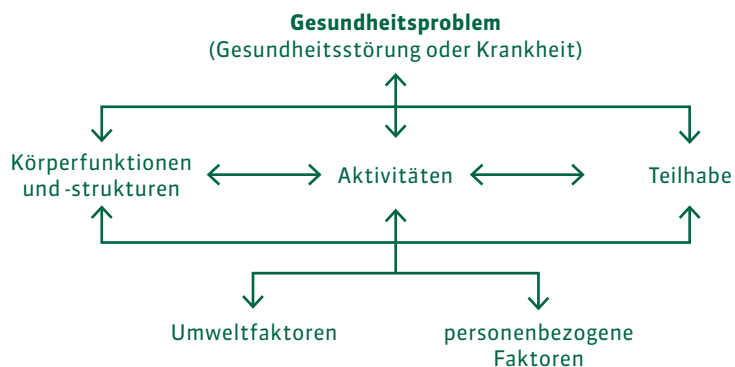 Gesundheitsproblem
(Gesundheitsstörung oder Krankheit)
Körperfunktionen
und -strukturen
Aktivitäten
Teilhabe
Umweltfaktoren
personenbezogene
Faktoren